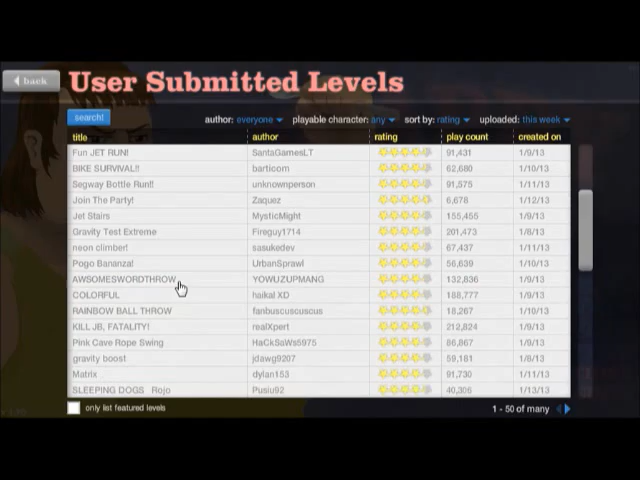 back
User Submitted Levels
search!
author: everyone playable character: any sort by: rating uploaded: this week
title author rating play count created on
Fun JET RUN! SantaGamesLT 91,431 1/9/13
BIKE SURVIVAL!! barticom 62,680 1/10/13
Segway Bottle Run!! unknownperson 91,575 1/11/13
Join The Party! Zaquez 6,678 1/12/13
Jet Stairs MysticMight 155,455 1/9/13
Gravity Test Extreme Fireguy1714 201,473 1/8/13
neon climber! sasukedev 67,437 1/11/13
Pogo Bananza! UrbanSprawl 56,639 1/10/13
AWSOMESWORDTHROW YOWUZUPMANG 132,836 1/9/13
COLORFUL haikal XD 188,777 1/9/13
RAINBOW BALL THROW fanbuscusouscus 18,267 1/10/13
KILL JB, FATALITY! realXpert 212,824 1/9/13
Pink Cave Rope Swing HaCkSaWs5975 86,867 1/9/13
gravity boost jdawg9207 59,181 1/8/13
Matrix dylan153 91,730 1/11/13
SLEEPING DOGS Rojo Pusiu92 40,306 1/13/13
only list featured levels 1 - 50 of many